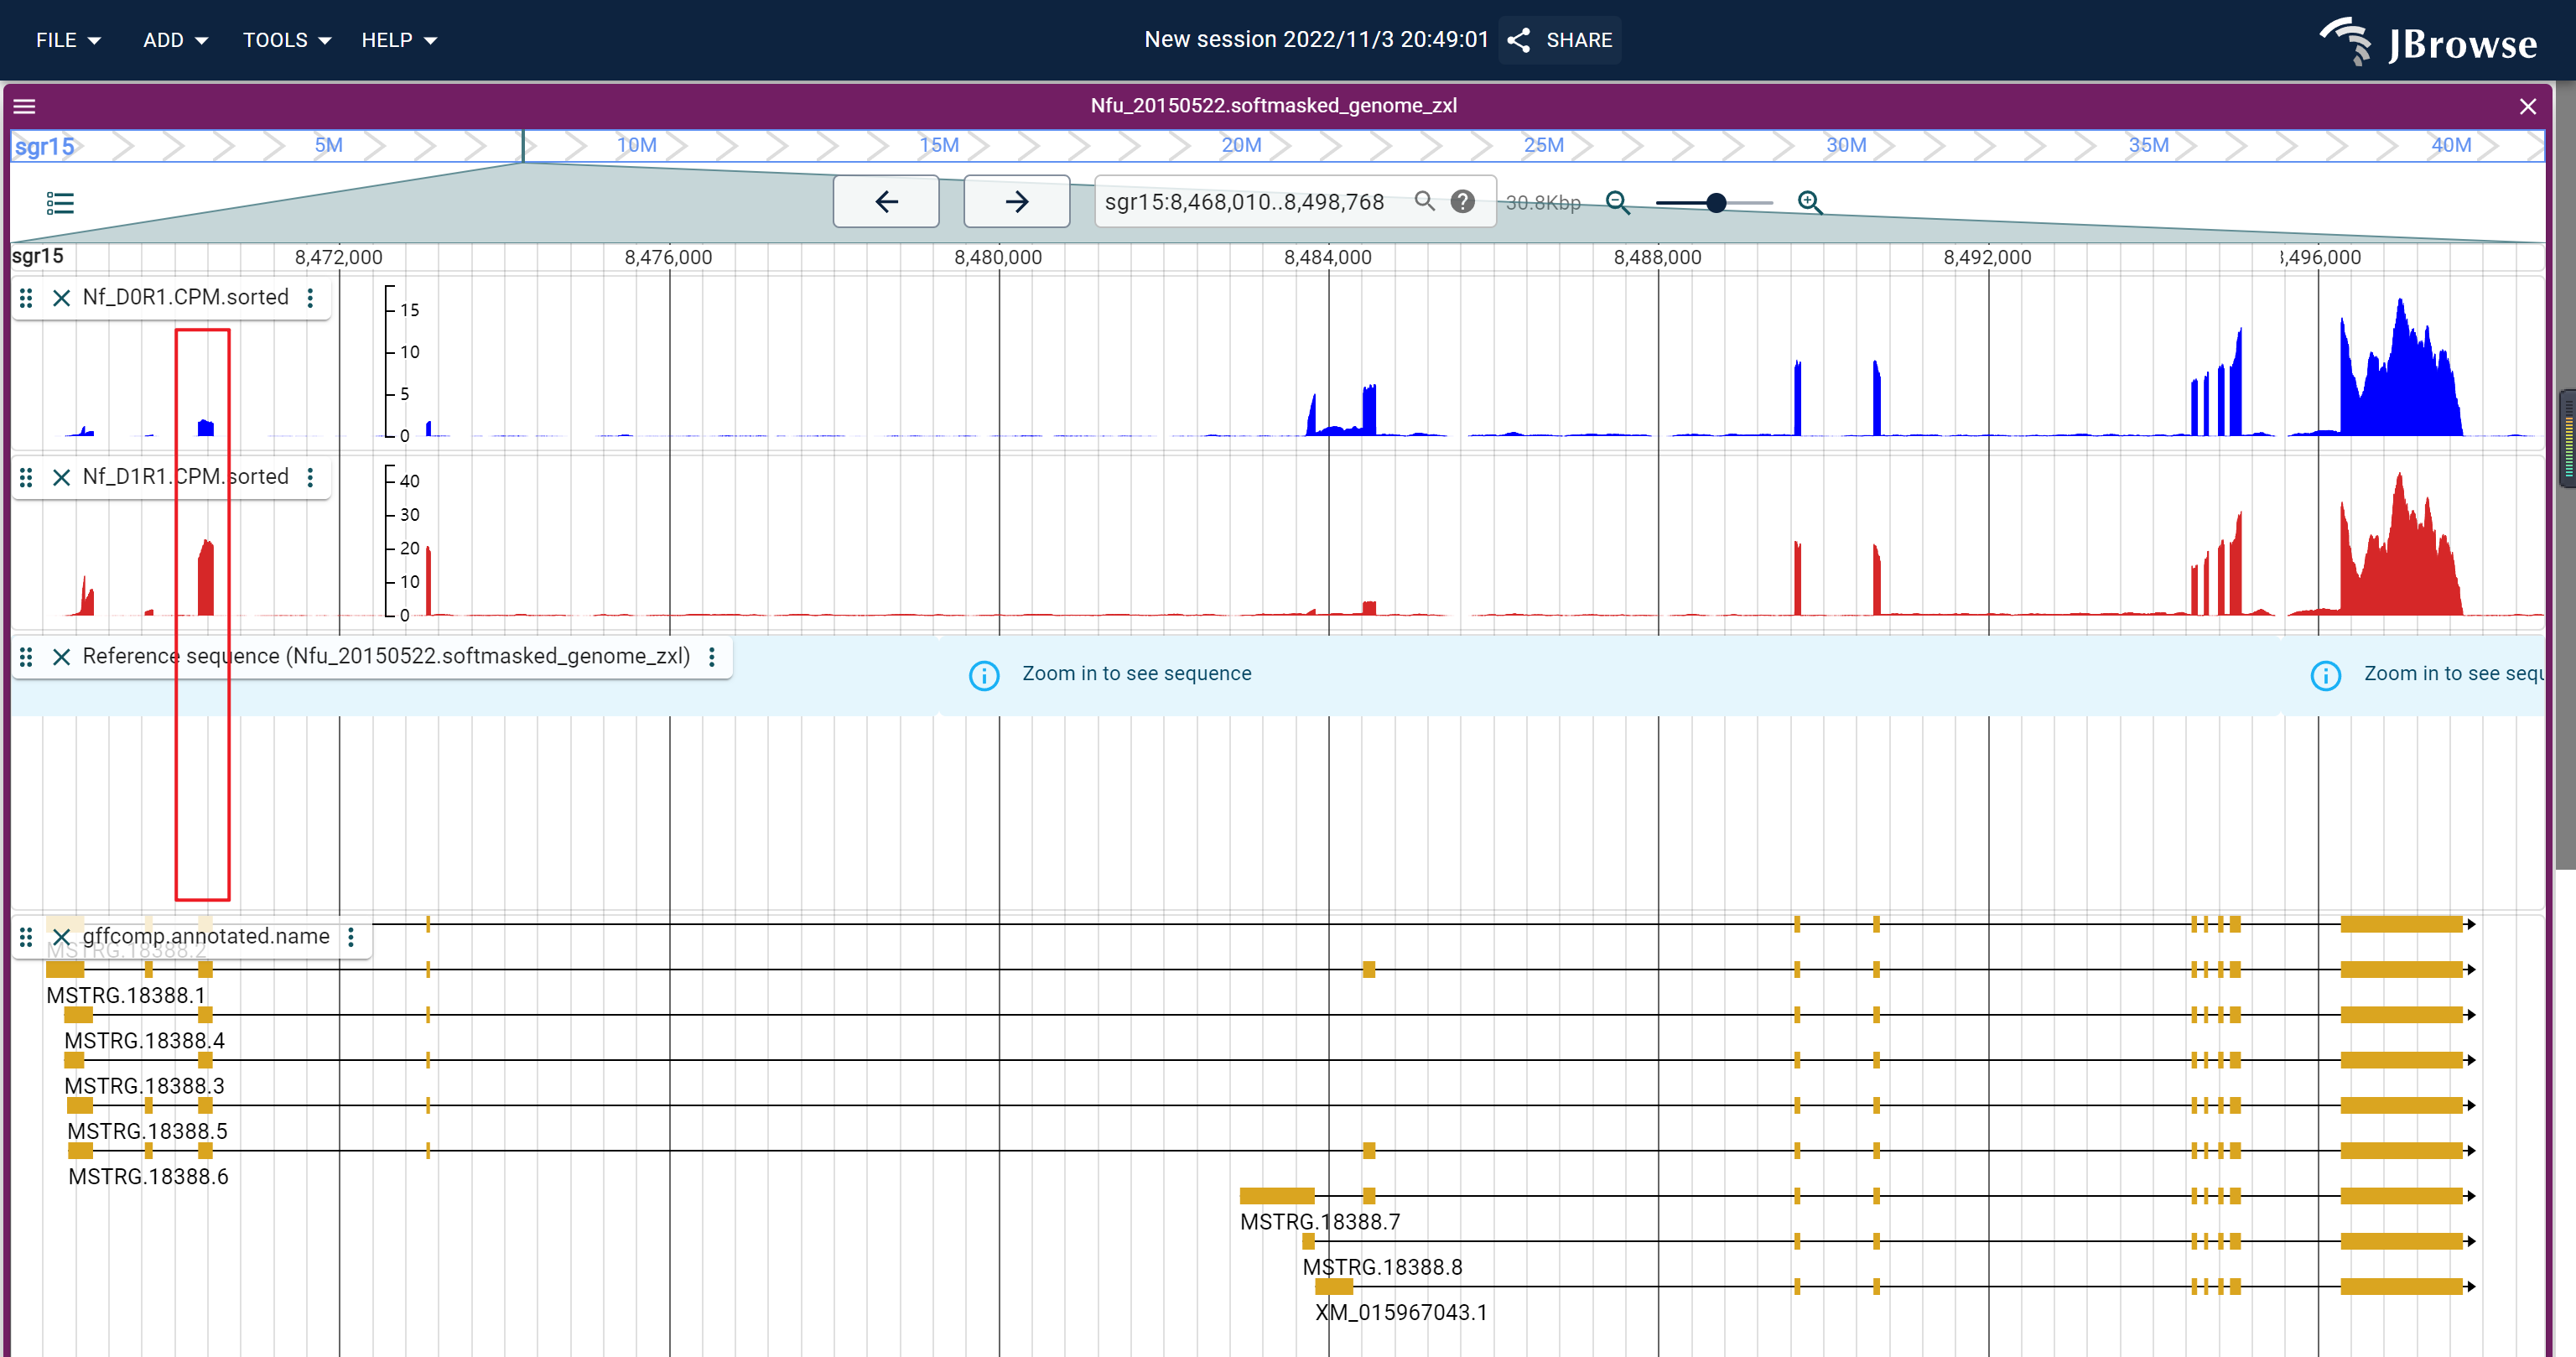 FILE ADD TOOLS HELP New session 2022/11/3 20:49:01 SHARE JBrowse
Nfu_20150522.softmasked_genome_zxl
sgr15 5M 10M 15M 20M 25M 30M 35M 40M
sgr15:8,468,010..8,498,768 30.8Kbp
sgr15 8,472,000 8,476,000 8,480,000 8,484,000 8,488,000 8,492,000 8,496,000
Nf_D0R1.CPM.sorted
15
10
5
0
Nf_D1R1.CPM.sorted
40
30
20
10
0
Reference sequence (Nfu_20150522.softmasked_genome_zxl)
Zoom in to see sequence
Zoom in to see sequ
gffcomp.annotated.name
MSTRG.18388.2
MSTRG.18388.1
MSTRG.18388.4
MSTRG.18388.3
MSTRG.18388.5
MSTRG.18388.6
MSTRG.18388.7
MSTRG.18388.8
XM_015967043.1